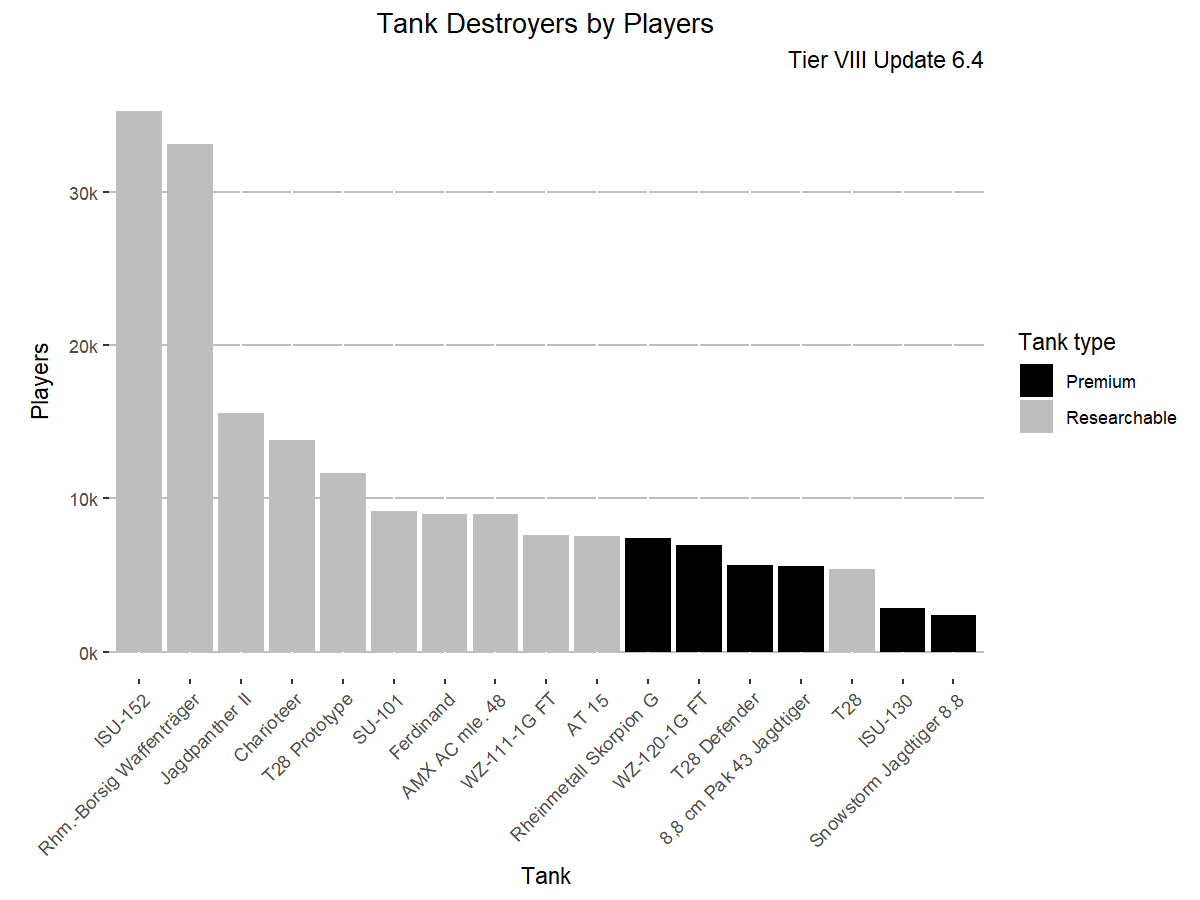 Tank Destroyers by Players
Tier VIII Update 6.4
Players
30k
20k
10k
0k
ISU-152
Rhm.-Borsig Waffenträger
Jagdpanther II
Charioteer
T28 Prototype
SU-101
Ferdinand
AMX AC mle. 48
WZ-111-1G FT
AT 15
Rheinmetall Skorpion G
WZ-120-1G FT
T28 Defender
8,8 cm Pak 43 Jagdtiger
T28
ISU-130
Snowstorm Jagdtiger 8.8
Tank
Tank type
Premium
Researchable